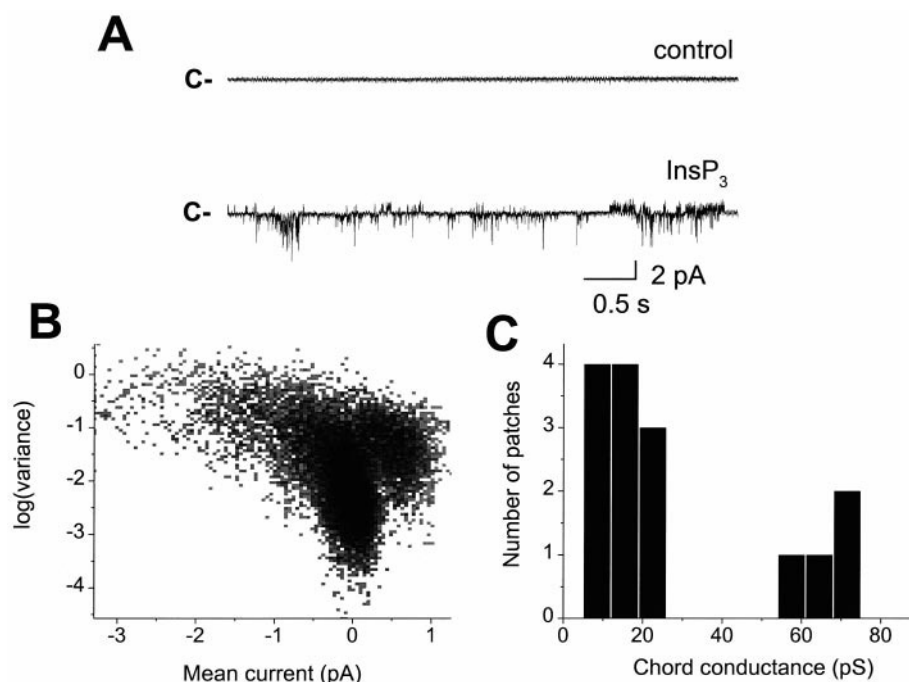 A
control
C-
InsP3
C-
2 pA
0.5 s
B
log(variance)
0
-1
-2
-3
-4
-3
-2
-1
0
1
Mean current (pA)
C
Number of patches
4
3
2
1
0
0
20
40
60
80
Chord conductance (pS)